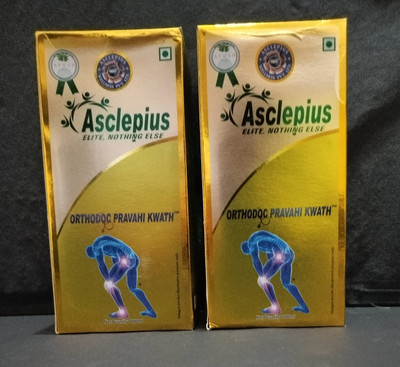 Asclepius
ELITE, NOTHING ELSE
ORTHODOC PRAVAHI KWATH™
Asclepius
ELITE, NOTHING ELSE
ORTHODOC PRAVAHI KWATH™